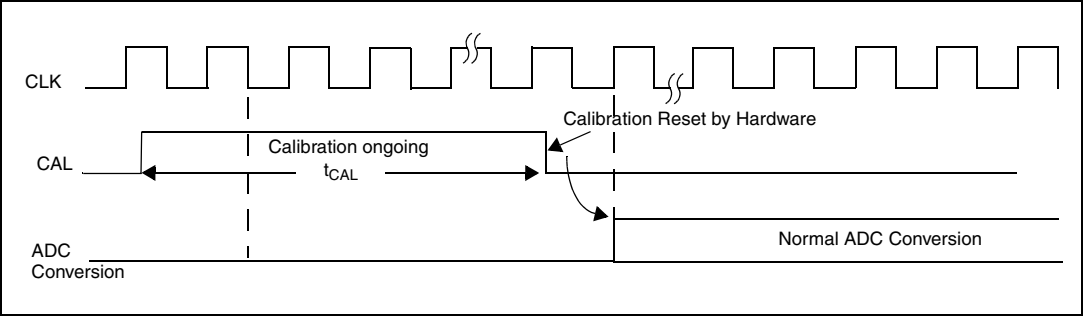 CLK
Calibration Reset by Hardware
CAL
Calibration ongoing
tCAL
Normal ADC Conversion
ADC
Conversion